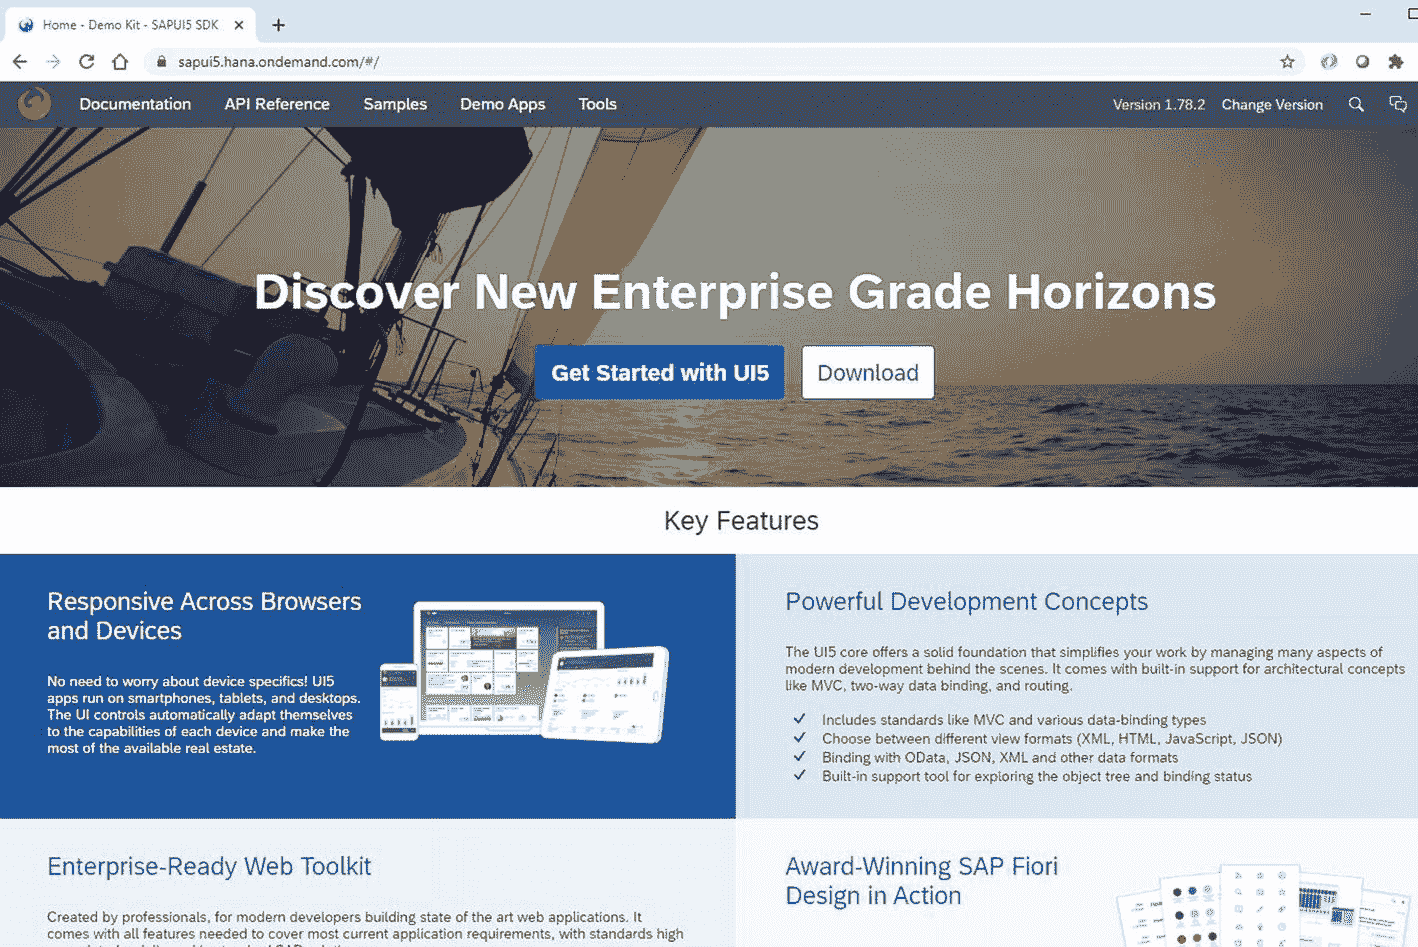 Home - Demo Kit - SAPUI5 SDK
sapui5.hana.ondemand.com/#/
Documentation API Reference Samples Demo Apps Tools Version 1.78.2 Change Version
Discover New Enterprise Grade Horizons
Get Started with UI5 Download
Key Features
Responsive Across Browsers
and Devices
No need to worry about device specifics! UI5
apps run on smartphones, tablets, and desktops.
The UI controls automatically adapt themselves
to the capabilities of each device and make the
most of the available real estate.
Powerful Development Concepts
The UI5 core offers a solid foundation that simplifies your work by managing many aspects of
modern development behind the scenes. It comes with built-in support for architectural concepts
like MVC, two-way data binding, and routing.
Includes standards like MVC and various data-binding types
Choose between different view formats (XML, HTML, JavaScript, JSON)
Binding with OData, JSON, XML and other data formats
Built-in support tool for exploring the object tree and binding status
Enterprise-Ready Web Toolkit
Created by professionals, for modern developers building state of the art web applications. It
comes with all features needed to cover most current application requirements, with standards high
Award-Winning SAP Fiori
Design in Action